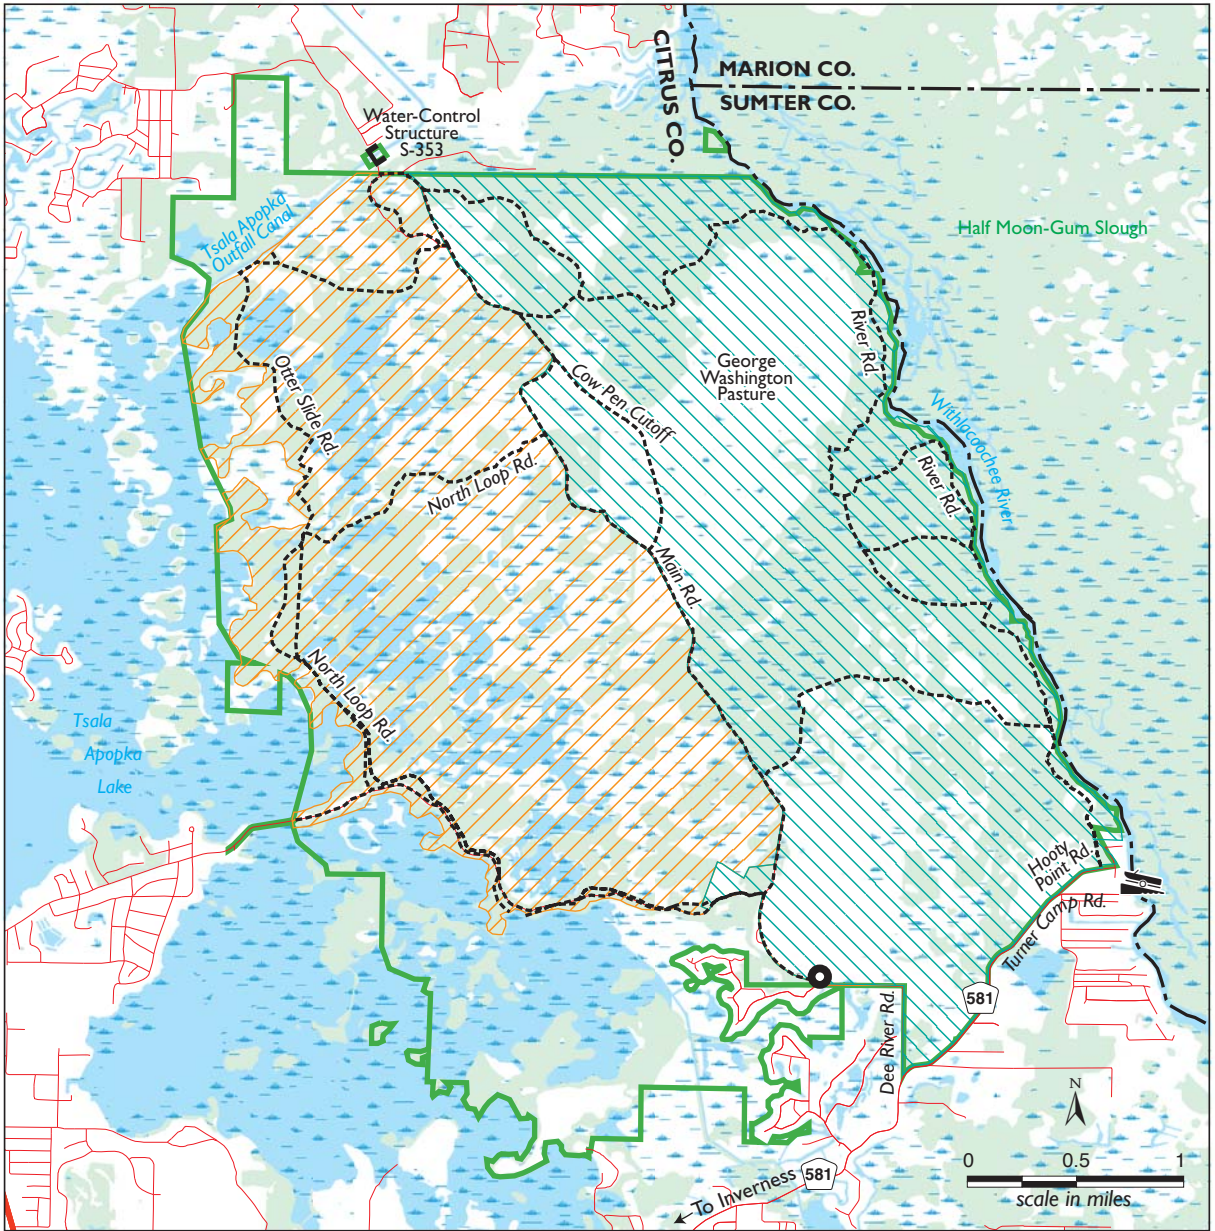 CITRUS CO.
MARION CO.
SUMTER CO.
Water-Control
Structure
S-353
Tsala Apopka
Outfall Canal
Half Moon-Gum Slough
River Rd.
George
Washington
Pasture
Otter Slide Rd.
Cow Pen Cutoff
Withlacoochee River
North Loop Rd.
River Rd.
Main Rd.
North Loop Rd.
Tsala
Apopka
Lake
Hooty
Point Rd.
Turner Camp Rd.
581
Dee River Rd.
N
0 0.5 1
scale in miles
To Inverness
581